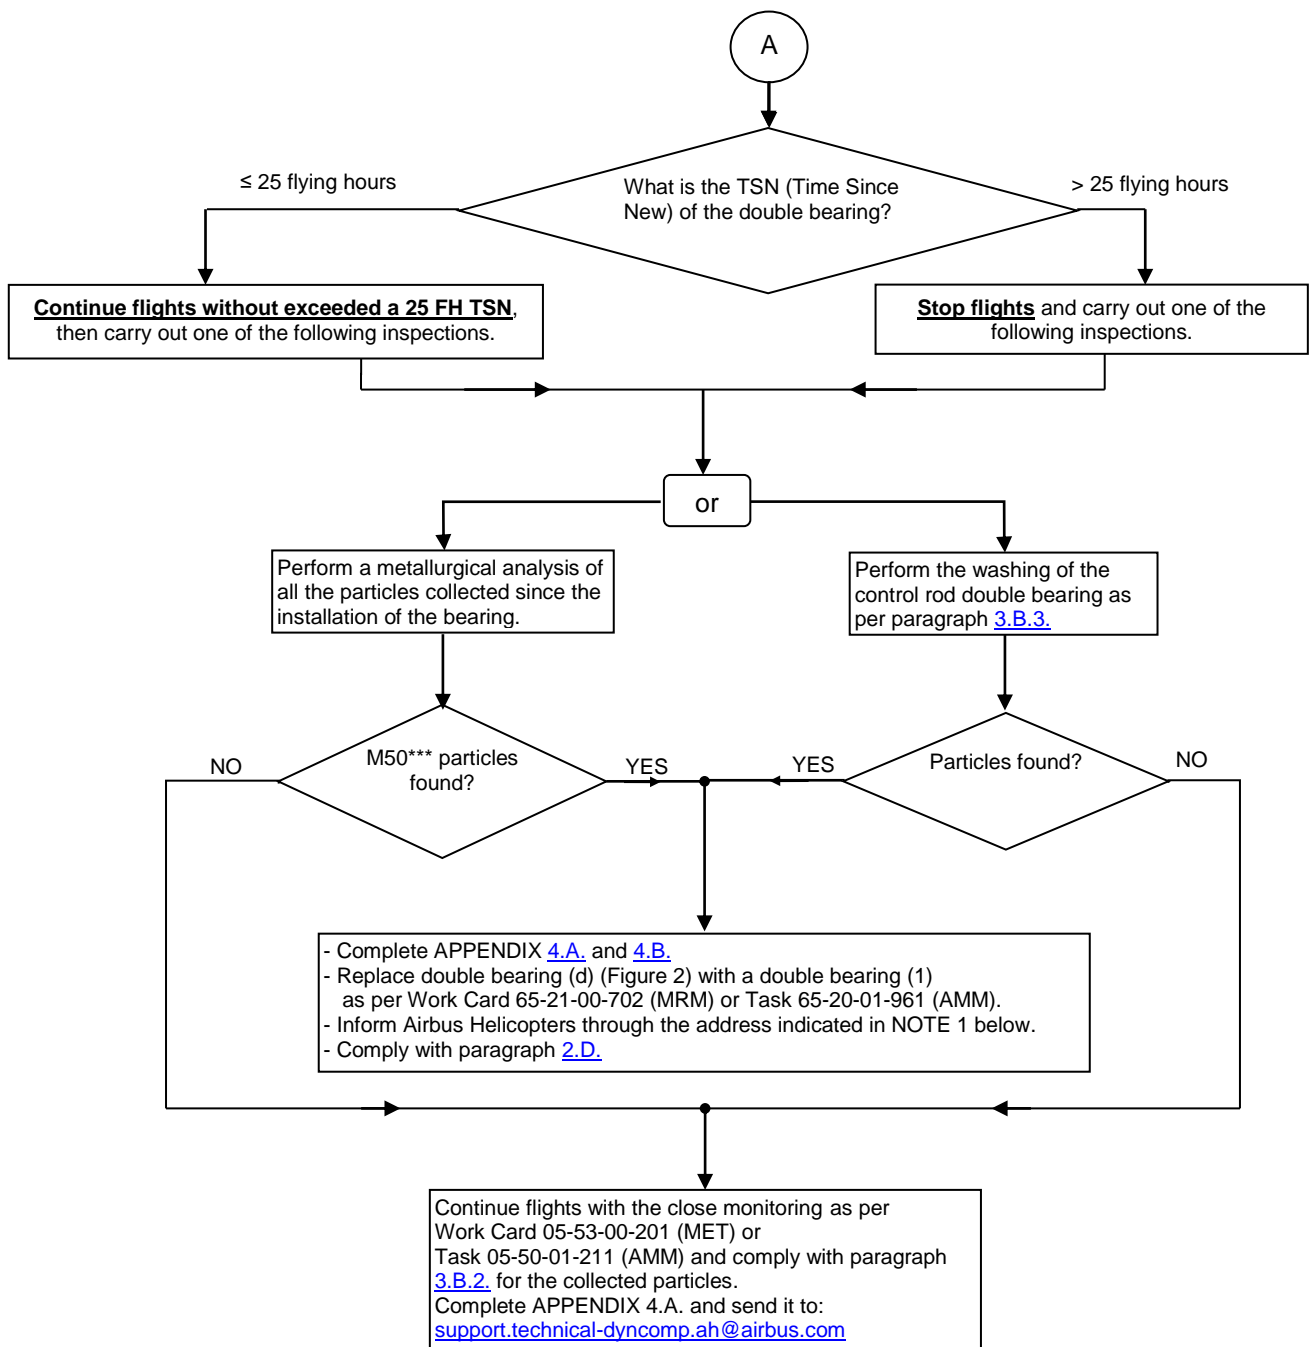 A
What is the TSN (Time Since
New) of the double bearing?
≤ 25 flying hours
> 25 flying hours
Continue flights without exceeded a 25 FH TSN,
then carry out one of the following inspections.
Stop flights and carry out one of the
following inspections.
or
Perform a metallurgical analysis of
all the particles collected since the
installation of the bearing.
Perform the washing of the
control rod double bearing as
per paragraph 3.B.3.
M50*** particles
found?
NO
YES
Particles found?
YES
NO
- Complete APPENDIX 4.A. and 4.B.
- Replace double bearing (d) (Figure 2) with a double bearing (1)
as per Work Card 65-21-00-702 (MRM) or Task 65-20-01-961 (AMM).
- Inform Airbus Helicopters through the address indicated in NOTE 1 below.
- Comply with paragraph 2.D.
Continue flights with the close monitoring as per
Work Card 05-53-00-201 (MET) or
Task 05-50-01-211 (AMM) and comply with paragraph
3.B.2. for the collected particles.
Complete APPENDIX 4.A. and send it to:
support.technical-dyncomp.ah@airbus.com